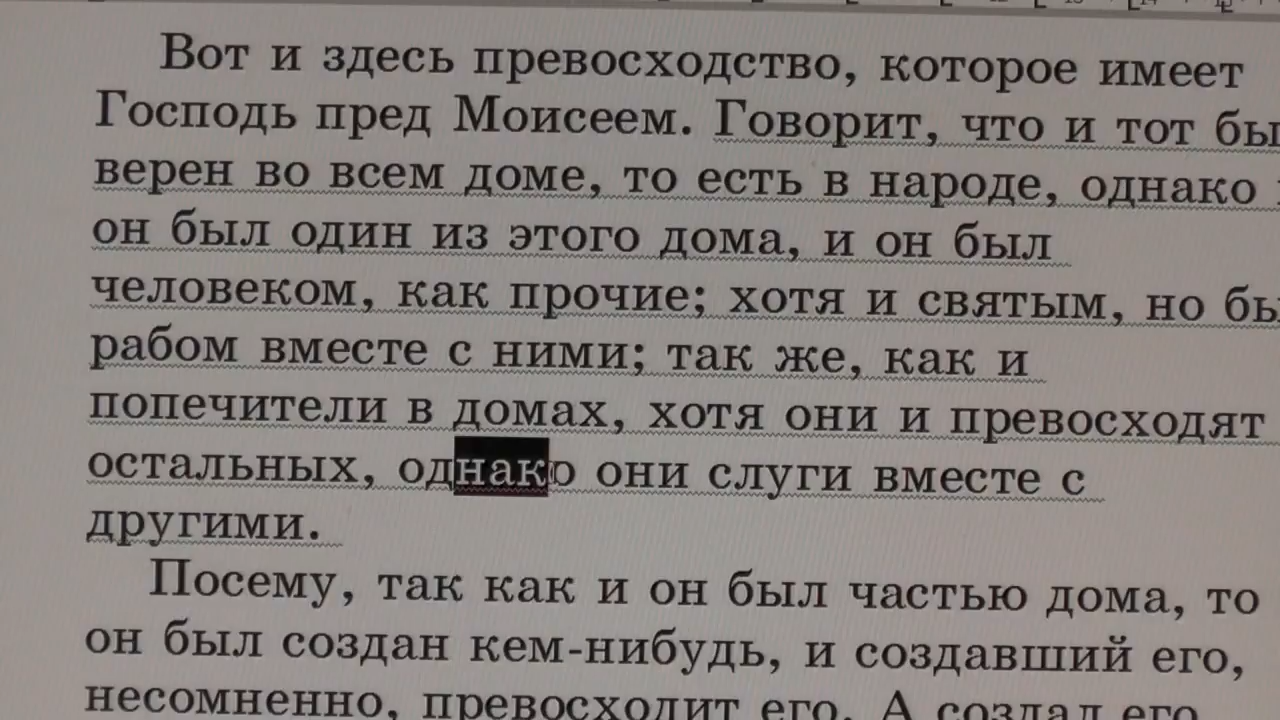 Вот и здесь превосходство, которое имеет
Господь пред Моисеем. Говорит, что и тот бы
верен во всем доме, то есть в народе, однако
он был один из этого дома, и он был
человеком, как прочие; хотя и святым, но бы
рабом вместе с ними; так же, как и
попечители в домах, хотя они и превосходят
остальных, однако они слуги вместе с
другими.
Посему, так как и он был частью дома, то
он был создан кем-нибудь, и создавший его,
несомненно, превосходит его. А создал его